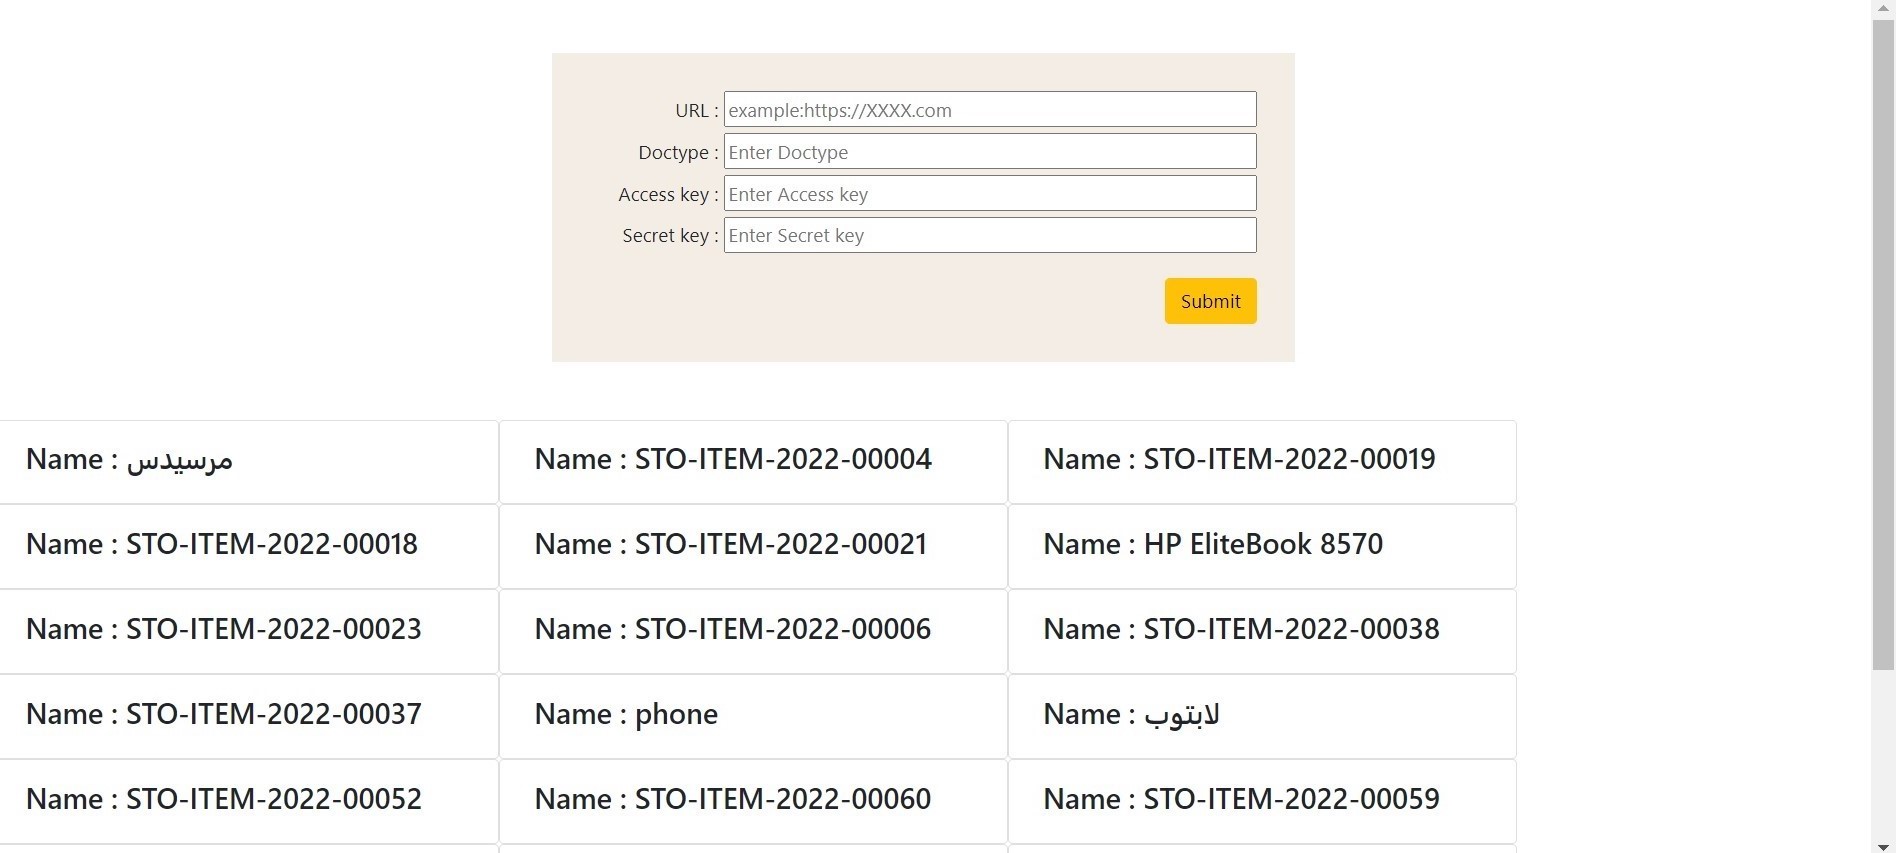 URL : example:https://XXXX.com
Doctype : Enter Doctype
Access key : Enter Access key
Secret key : Enter Secret key
Submit
Name : مرسيدس Name : STO-ITEM-2022-00004 Name : STO-ITEM-2022-00019
Name : STO-ITEM-2022-00018 Name : STO-ITEM-2022-00021 Name : HP EliteBook 8570
Name : STO-ITEM-2022-00023 Name : STO-ITEM-2022-00006 Name : STO-ITEM-2022-00038
Name : STO-ITEM-2022-00037 Name : phone Name : لابتوب
Name : STO-ITEM-2022-00052 Name : STO-ITEM-2022-00060 Name : STO-ITEM-2022-00059